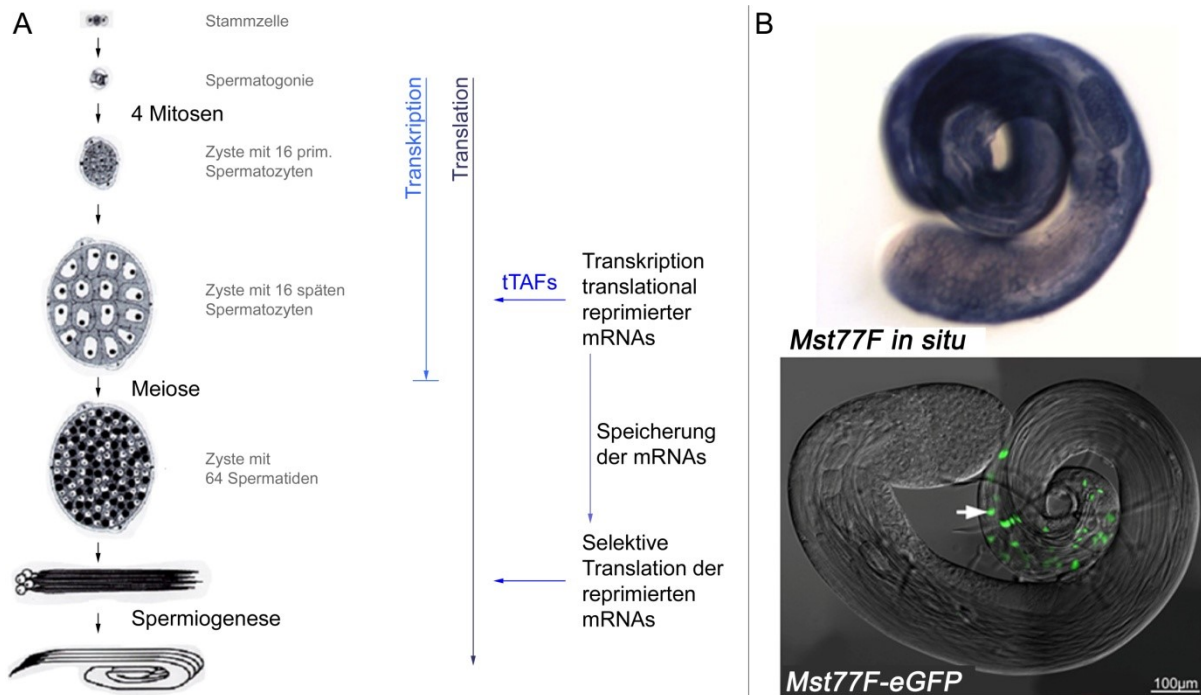 A
Stammzelle
Spermatogonie
4 Mitosen
Zyste mit 16 prim.
Spermatozyten
Zyste mit 16 späten
Spermatozyten
Meiose
Zyste mit
64 Spermatiden
Spermiogenese
Transkription
Translation
tTAFs
Transkription
translational
reprimierter
mRNAs
Speicherung
der mRNAs
Selektive
Translation der
reprimierten
mRNAs
B
Mst77F in situ
Mst77F-eGFP
100µm